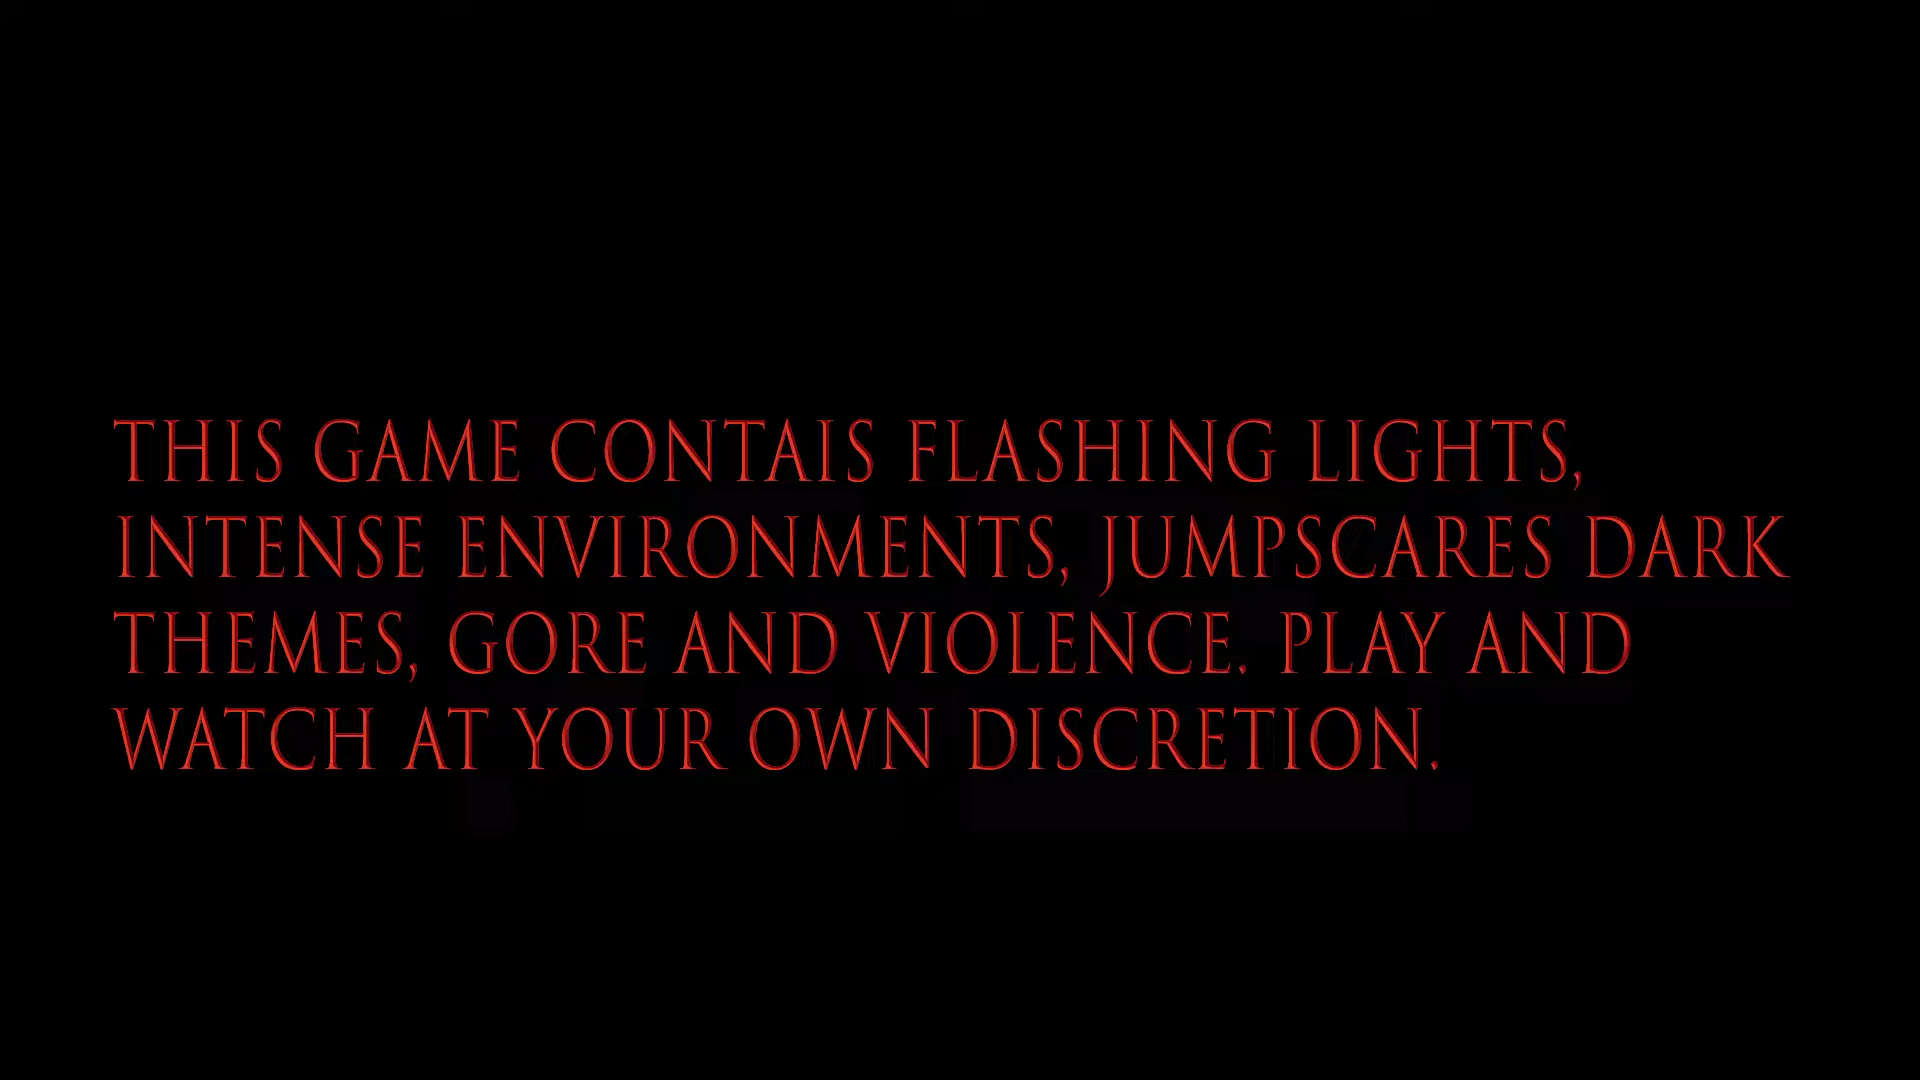 THIS GAME CONTAIS FLASHING LIGHTS,
INTENSE ENVIRONMENTS, JUMPSCARES DARK
THEMES, GORE AND VIOLENCE. PLAY AND
WATCH AT YOUR OWN DISCRETION.